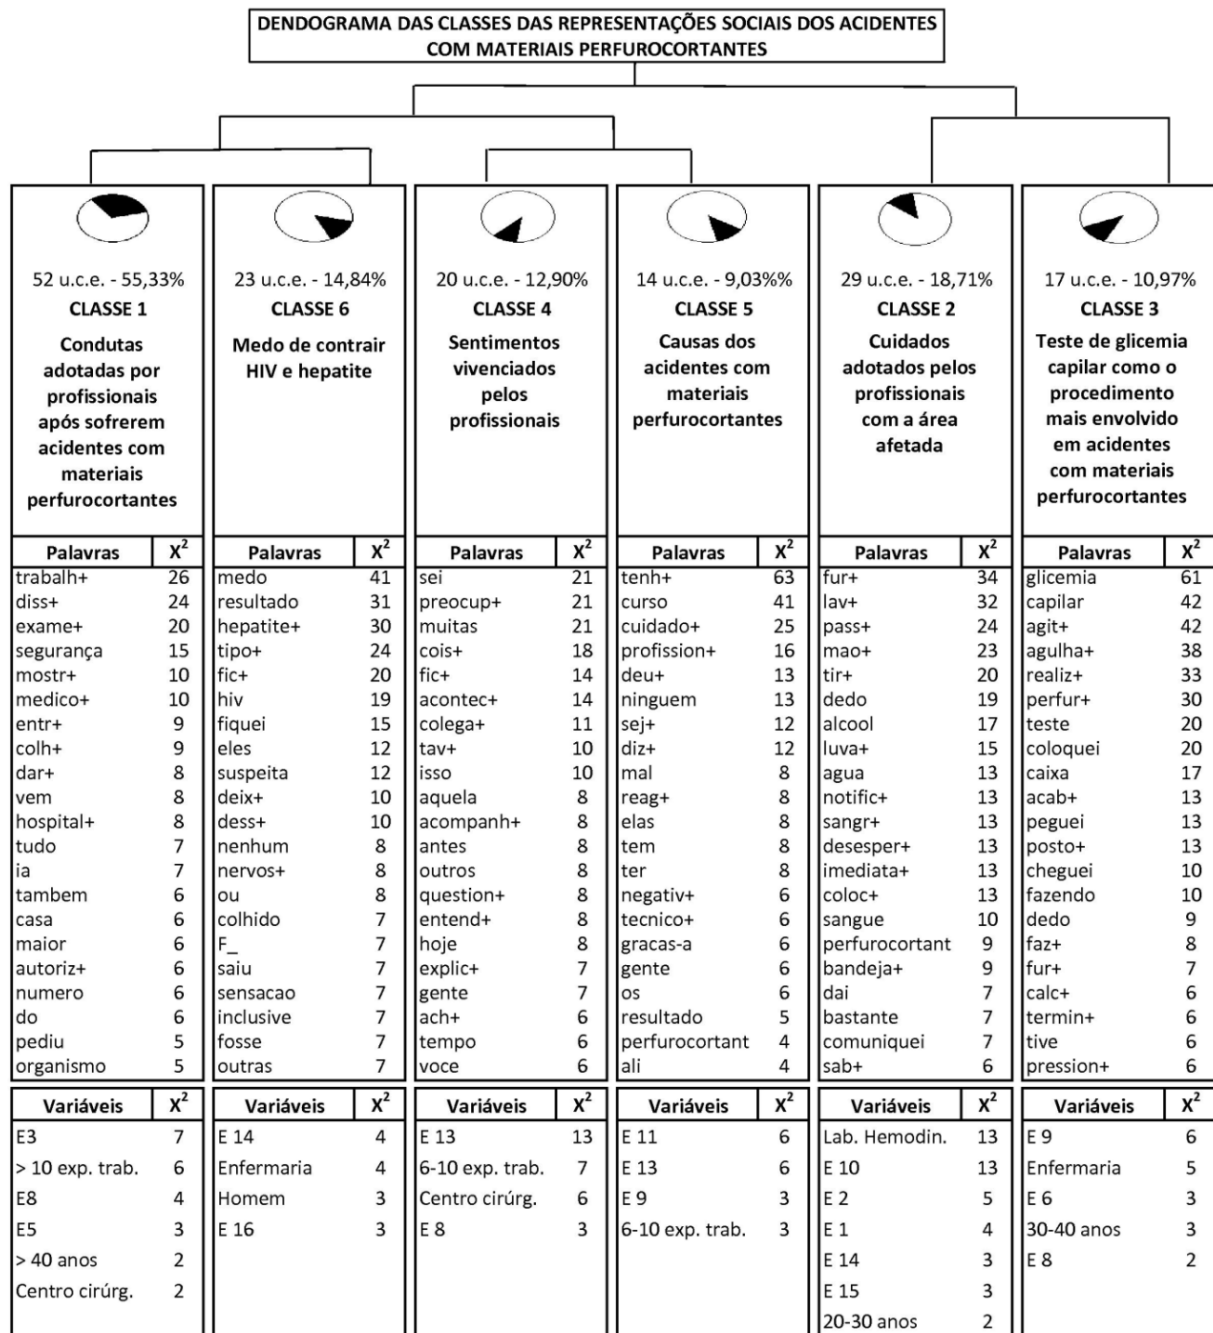 DENDOGRAMA DAS CLASSES DAS REPRESENTAÇÕES SOCIAIS DOS ACIDENTES
COM MATERIAIS PERFUROCORTANTES
52 u.c.e. - 55,33%
CLASSE 1
Condutas
adotadas por
profissionais
após sofrerem
acidentes com
materiais
perfurocortantes
Palavras X²
trabalh+ 26
diss+ 24
exame+ 20
segurança 15
mostr+ 10
medico+ 10
entr+ 9
colh+ 9
dar+ 8
vem 8
hospital+ 8
tudo 7
ia 7
tambem 6
casa 6
maior 6
autoriz+ 6
numero 6
do 6
pediu 5
organismo 5
Variáveis X²
E3 7
> 10 exp. trab. 6
E8 4
E5 3
> 40 anos 2
Centro cirúrg. 2
23 u.c.e. - 14,84%
CLASSE 6
Medo de contrair
HIV e hepatite
Palavras X²
medo 41
resultado 31
hepatite+ 30
tipo+ 24
fic+ 20
hiv 19
fiquei 15
eles 12
suspeita 12
deix+ 10
dess+ 10
nenhum 8
nervos+ 8
ou 8
colhido 7
F_ 7
saiu 7
sensacao 7
inclusive 7
fosse 7
outras 7
Variáveis X²
E 14 4
Enfermaria 4
Homem 3
E 16 3
20 u.c.e. - 12,90%
CLASSE 4
Sentimentos
vivenciados
pelos
profissionais
Palavras X²
sei 21
preocup+ 21
muitas 21
cois+ 18
fic+ 14
acontec+ 14
colega+ 11
tav+ 10
isso 10
aquela 8
acompanh+ 8
antes 8
outros 8
question+ 8
entend+ 8
hoje 8
explic+ 7
gente 7
ach+ 6
tempo 6
voce 6
Variáveis X²
E 13 13
6-10 exp. trab. 7
Centro cirúrg. 6
E 8 3
14 u.c.e. - 9,03%%
CLASSE 5
Causas dos
acidentes com
materiais
perfurocortantes
Palavras X²
tenh+ 63
curso 41
cuidado+ 25
profission+ 16
deu+ 13
ninguem 13
sej+ 12
diz+ 12
mal 8
reag+ 8
elas 8
tem 8
ter 8
negativ+ 6
tecnico+ 6
gracas-a 6
gente 6
os 6
resultado 5
perfurocortant 4
ali 4
Variáveis X²
E 11 6
E 13 6
E 9 3
6-10 exp. trab. 3
29 u.c.e. - 18,71%
CLASSE 2
Cuidados
adotados pelos
profissionais
com a área
afetada
Palavras X²
fur+ 34
lav+ 32
pass+ 24
mao+ 23
tir+ 20
dedo 19
alcool 17
luva+ 15
agua 13
notific+ 13
sangr+ 13
desesper+ 13
imediata+ 13
coloc+ 13
sangue 10
perfurocortant 9
bandeja+ 9
dai 7
bastante 7
comuniquei 7
sab+ 6
Variáveis X²
Lab. Hemodin. 13
E 10 13
E 2 5
E 1 4
E 14 3
E 15 3
20-30 anos 2
17 u.c.e. - 10,97%
CLASSE 3
Teste de glicemia
capilar como o
procedimento
mais envolvido
em acidentes
com materiais
perfurocortantes
Palavras X²
glicemia 61
capilar 42
agit+ 42
agulha+ 38
realiz+ 33
perfur+ 30
teste 20
coloquei 20
caixa 17
acab+ 13
peguei 13
posto+ 13
cheguei 10
fazendo 10
dedo 9
faz+ 8
fur+ 7
calc+ 6
termin+ 6
tive 6
pression+ 6
Variáveis X²
E 9 6
Enfermaria 5
E 6 3
30-40 anos 3
E 8 2